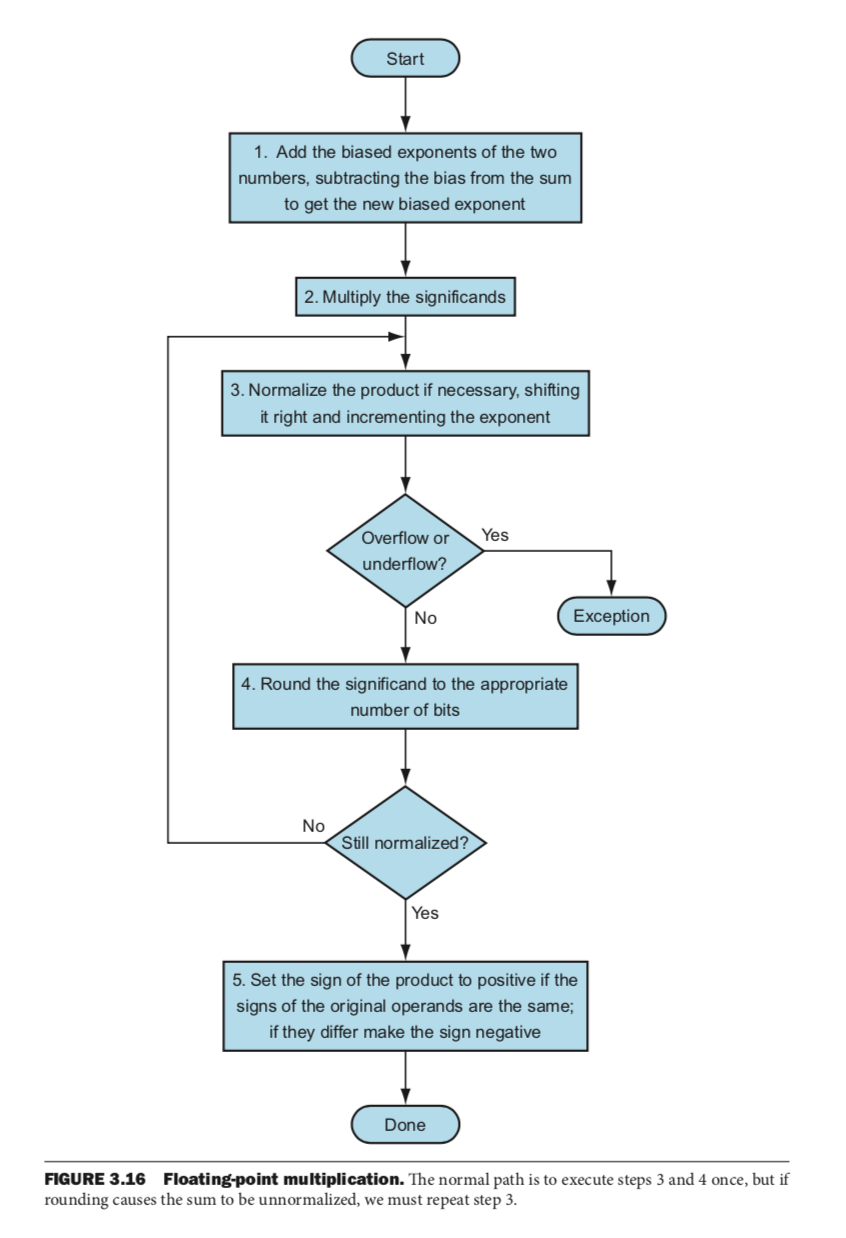 Start
1. Add the biased exponents of the two
numbers, subtracting the bias from the sum
to get the new biased exponent
2. Multiply the significands
3. Normalize the product if necessary, shifting
it right and incrementing the exponent
Overflow or
underflow?
Yes
Exception
No
4. Round the significand to the appropriate
number of bits
No
Still normalized?
Yes
5. Set the sign of the product to positive if the
signs of the original operands are the same;
if they differ make the sign negative
Done
FIGURE 3.16 Floating-point multiplication. The normal path is to execute steps 3 and 4 once, but if
rounding causes the sum to be unnormalized, we must repeat step 3.